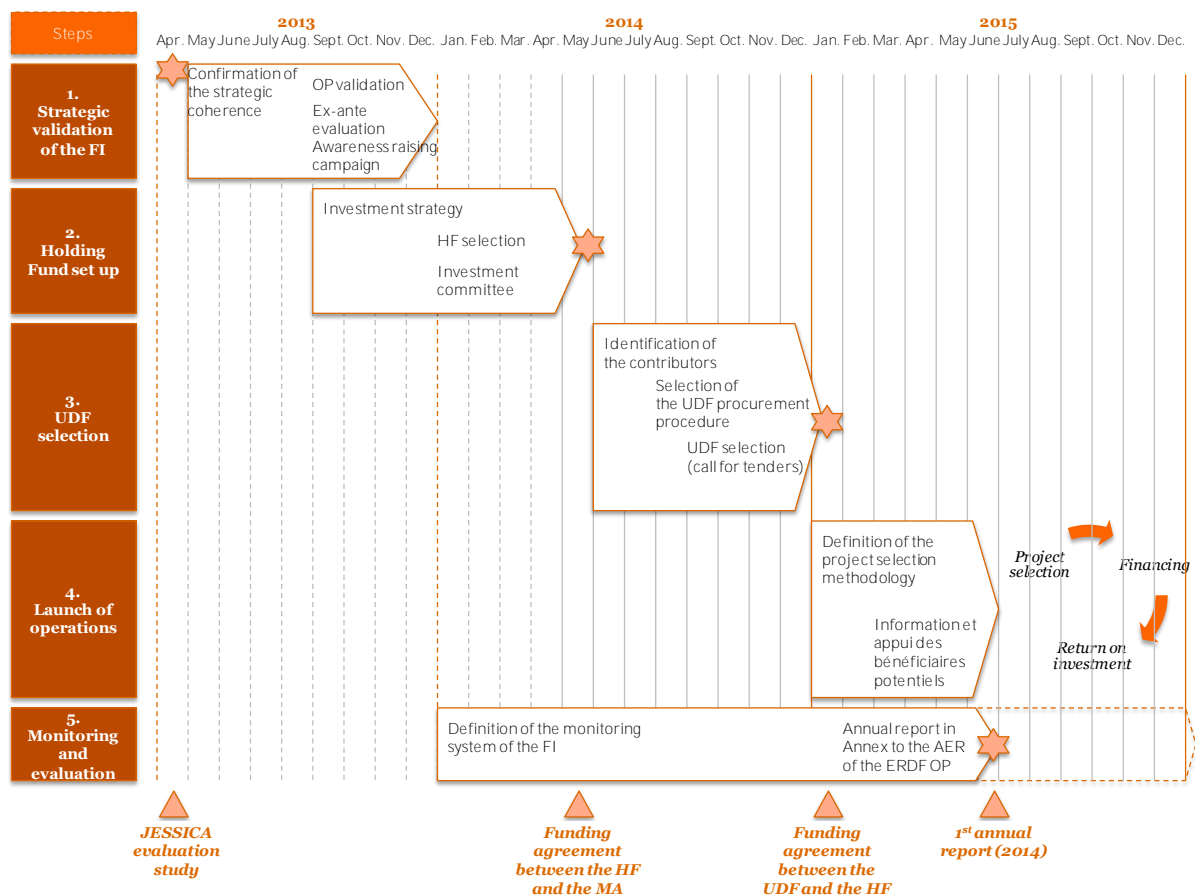 Steps
2013
2014
2015
Apr. May June July Aug. Sept. Oct. Nov. Dec. Jan. Feb. Mar. Apr. May June July Aug. Sept. Oct. Nov. Dec. Jan. Feb. Mar. Apr. May June July Aug. Sept. Oct. Nov. Dec.
1.
Strategic
validation
of the FI
Confirmation of
the strategic
coherence
OP validation
Ex-ante
evaluation
Awareness raising
campaign
2.
Holding
Fund set up
Investment strategy
HF selection
Investment
committee
3.
UDF
selection
Identification of
the contributors
Selection of
the UDF procurement
procedure
UDF selection
(call for tenders)
4.
Launch of
operations
Definition of the
project selection
methodology
Information et
appui des
bénéficiaires
potentiels
Project
selection
Financing
Return on
investment
5.
Monitoring
and
evaluation
Definition of the monitoring
system of the FI
Annual report in
Annex to the AER
of the ERDF OP
JESSICA
evaluation
study
Funding
agreement
between the HF
and the MA
Funding
agreement
between the
UDF and the HF
1st annual
report (2014)